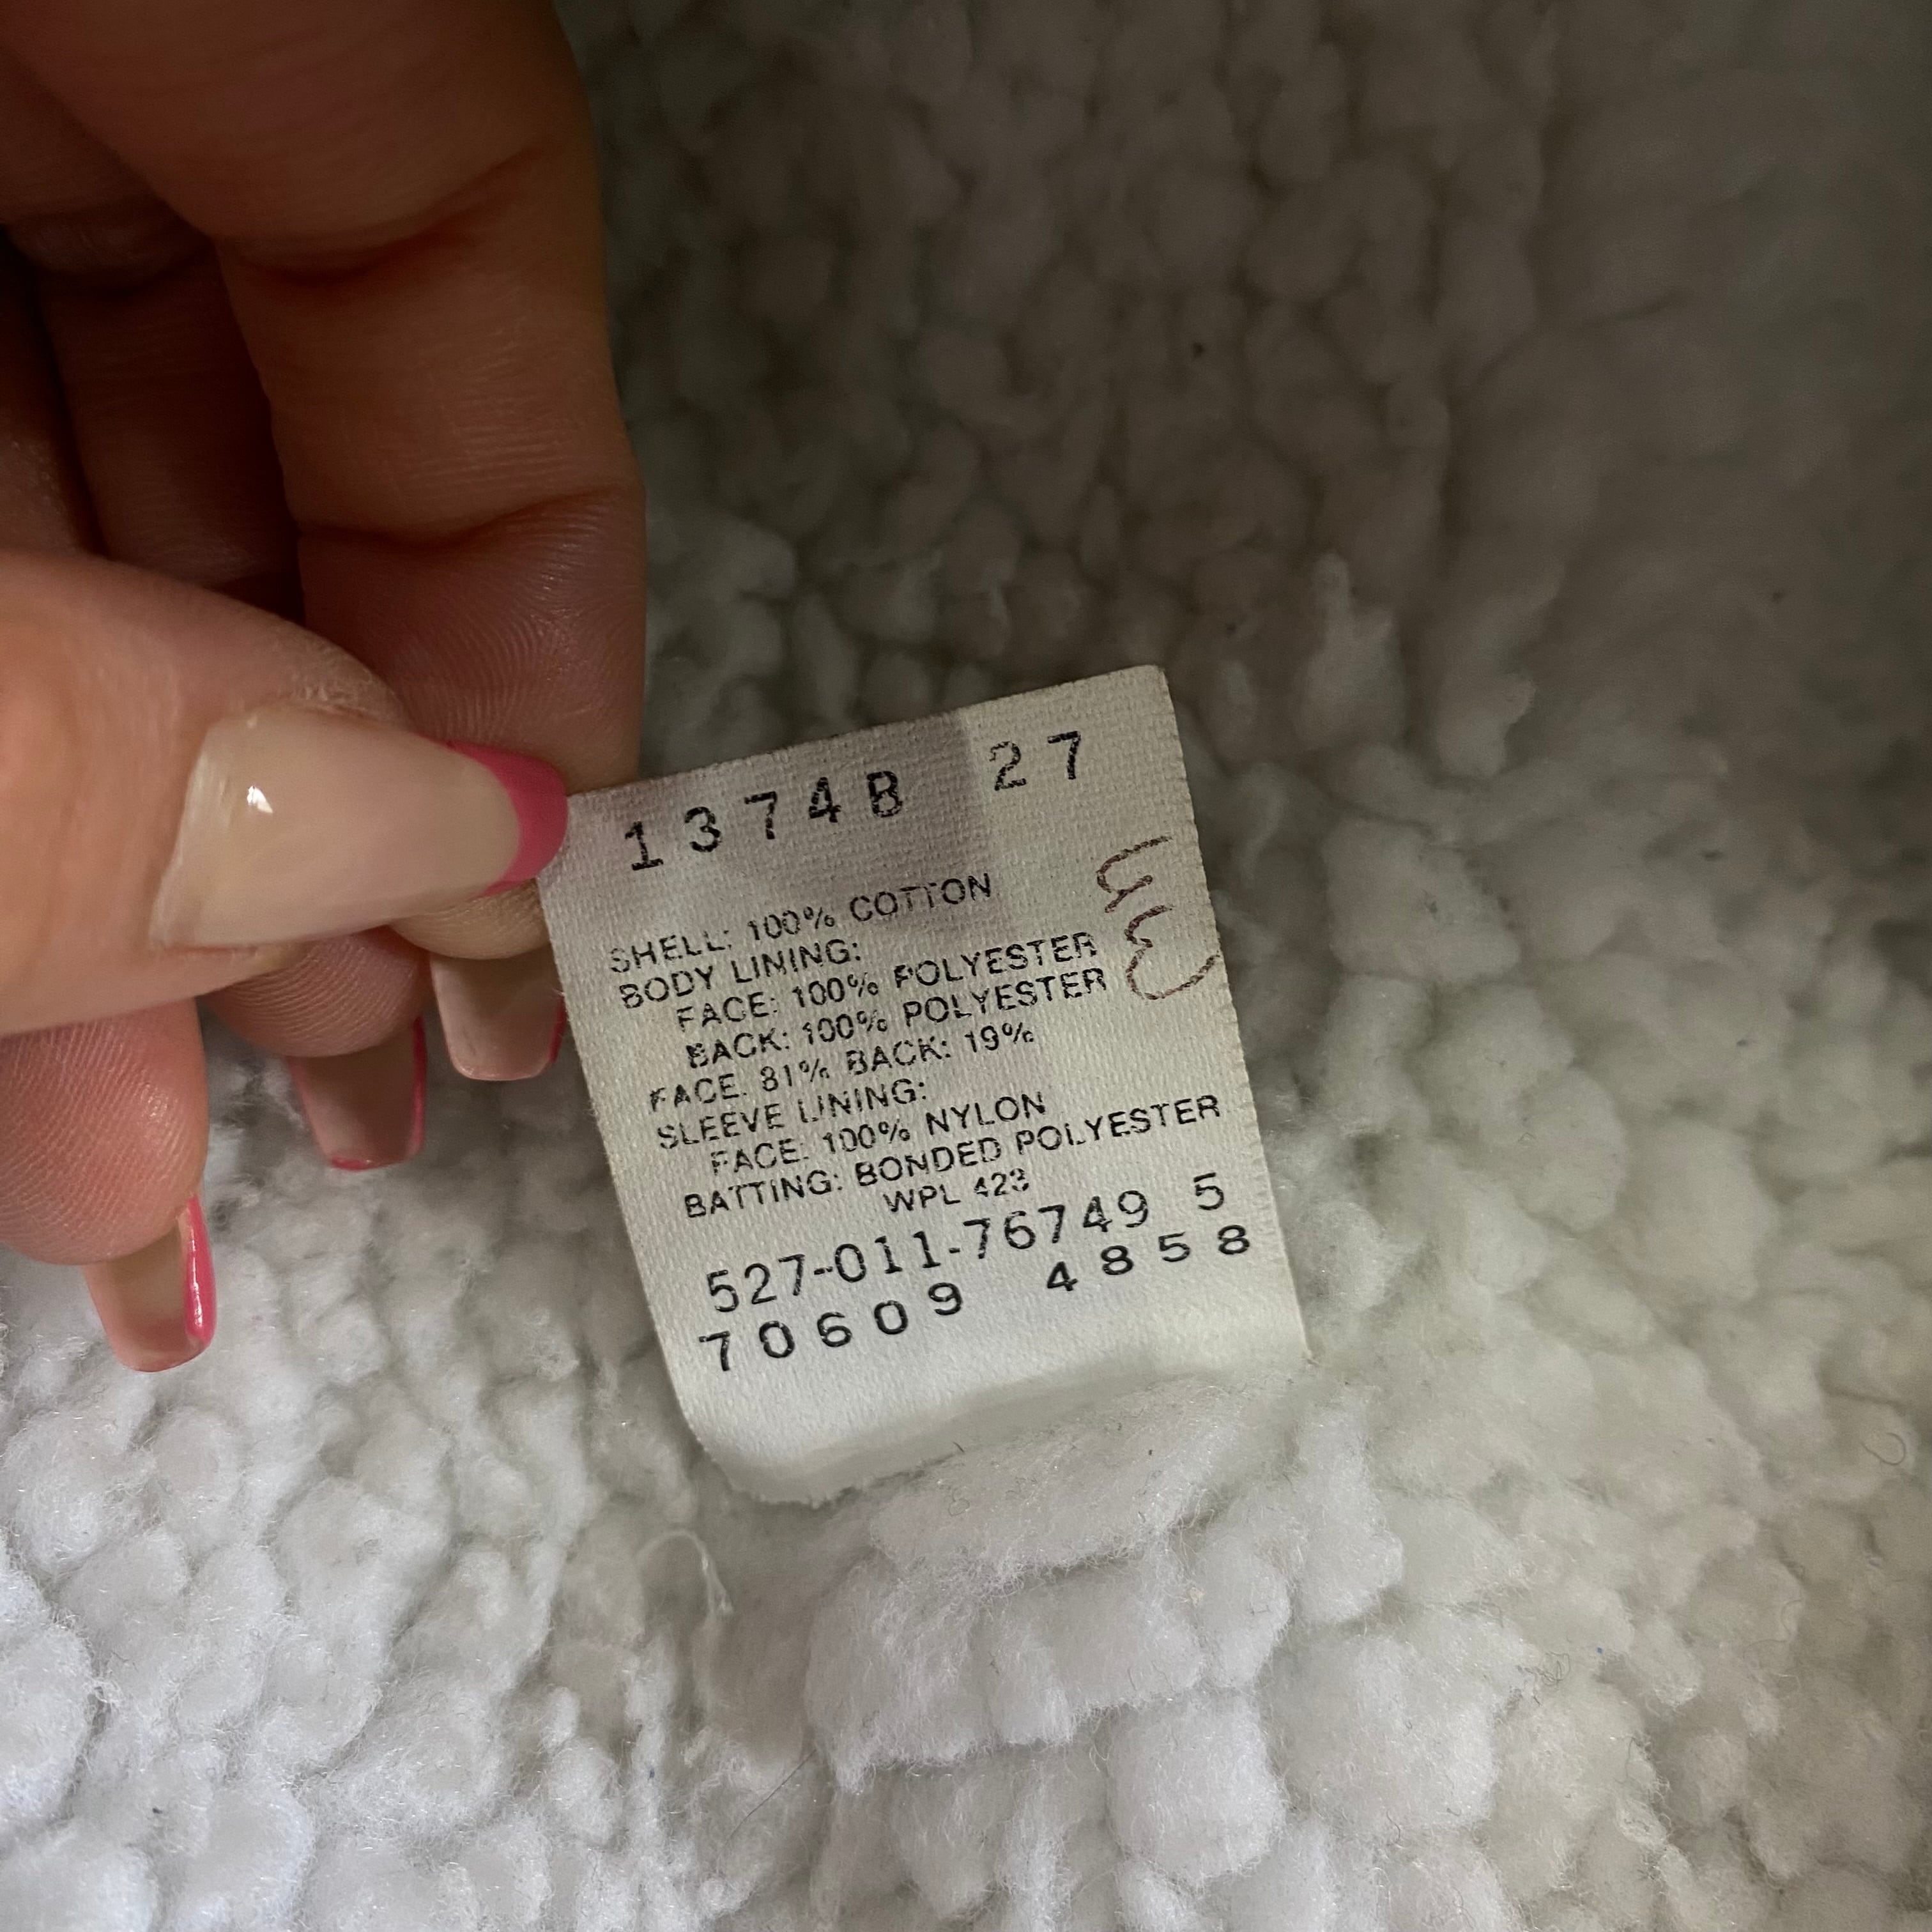 1374B 27
SHELL: 100% COTTON
BODY LINING:
FACE: 100% POLYESTER
BACK: 100% POLYESTER
FACE: 81% BACK: 19%
SLEEVE LINING:
FACE: 100% NYLON
BATTING: BONDED POLYESTER
WPL 423
527-011-76749 5
70609 4858